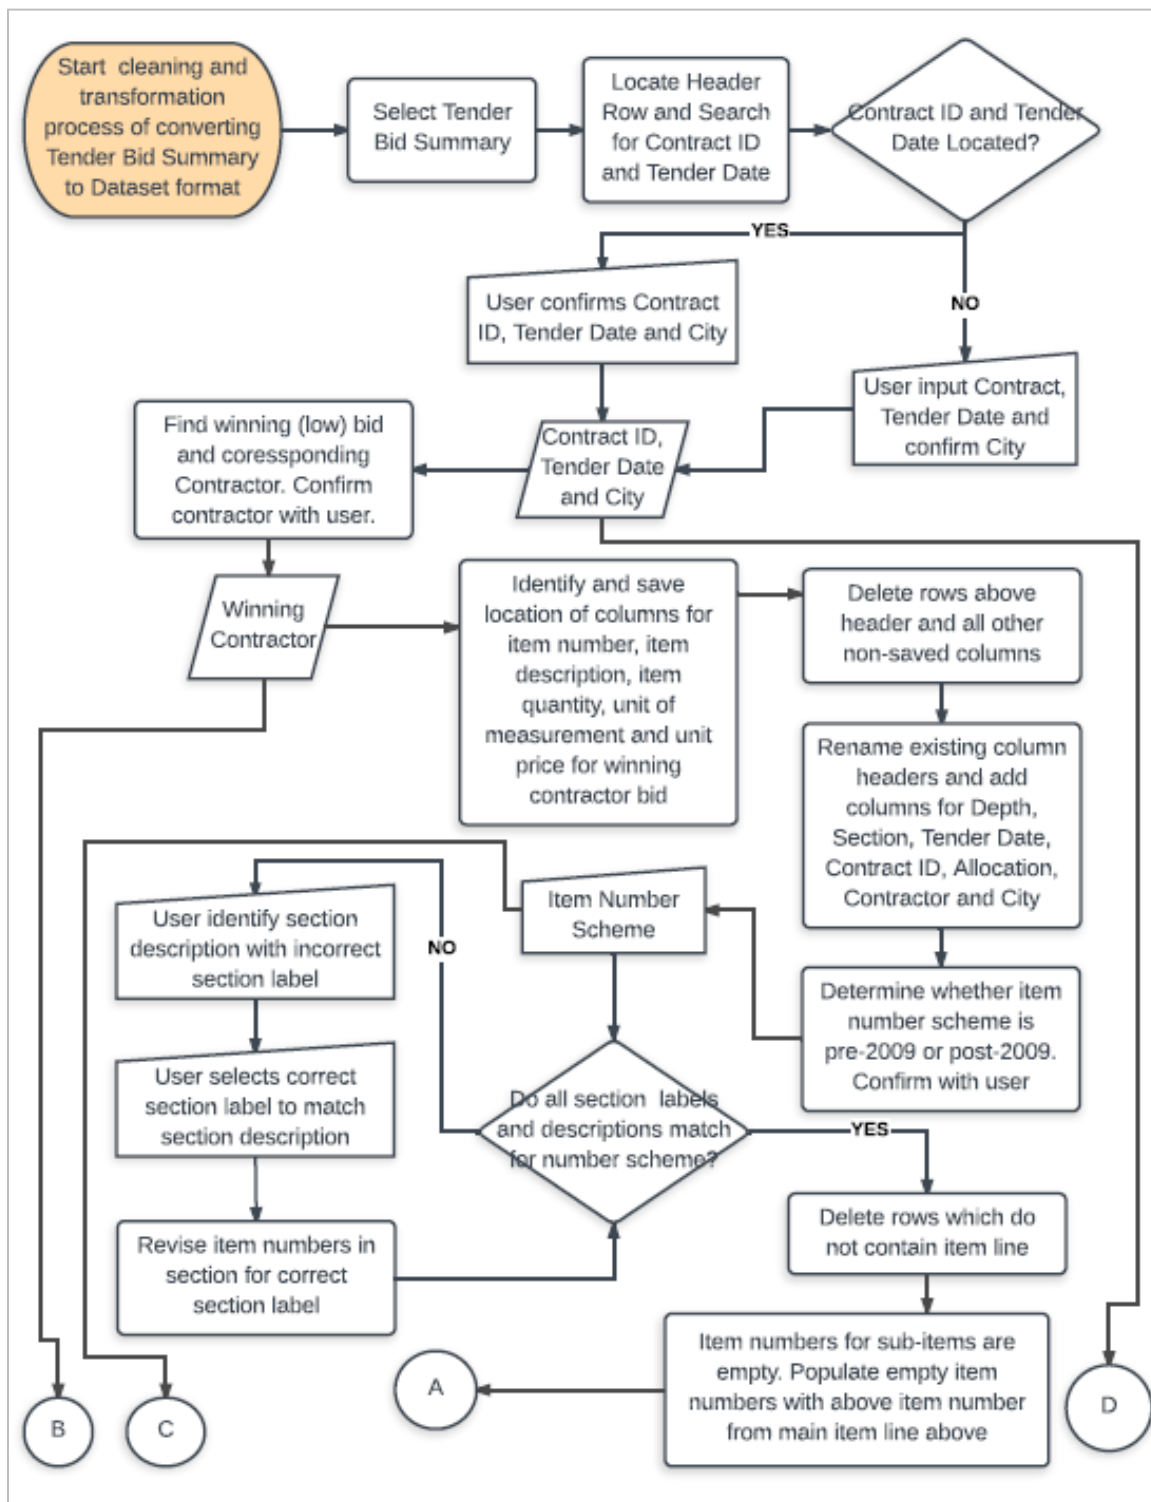 Start  cleaning and
transformation
process of converting
Tender Bid Summary
to Dataset format
Select Tender
Bid Summary
Locate Header
Row and Search
for Contract ID
and Tender Date
Contract ID and Tender
Date Located?
YES
NO
User confirms Contract
ID, Tender Date and City
User input Contract,
Tender Date and
confirm City
Contract ID,
Tender Date
and City
Find winning (low) bid
and coressponding
Contractor. Confirm
contractor with user.
Winning
Contractor
Identify and save
location of columns for
item number, item
description, item
quantity, unit of
measurement and unit
price for winning
contractor bid
Delete rows above
header and all other
non-saved columns
Rename existing column
headers and add
columns for Depth,
Section, Tender Date,
Contract ID, Allocation,
Contractor and City
Determine whether item
number scheme is
pre-2009 or post-2009.
Confirm with user
Item Number
Scheme
Do all section  labels
and descriptions match
for number scheme?
NO
YES
User identify section
description with incorrect
section label
User selects correct
section label to match
section description
Revise item numbers in
section for correct
section label
Delete rows which do
not contain item line
Item numbers for sub-items are
empty. Populate empty item
numbers with above item number
from main item line above
A
B
C
D